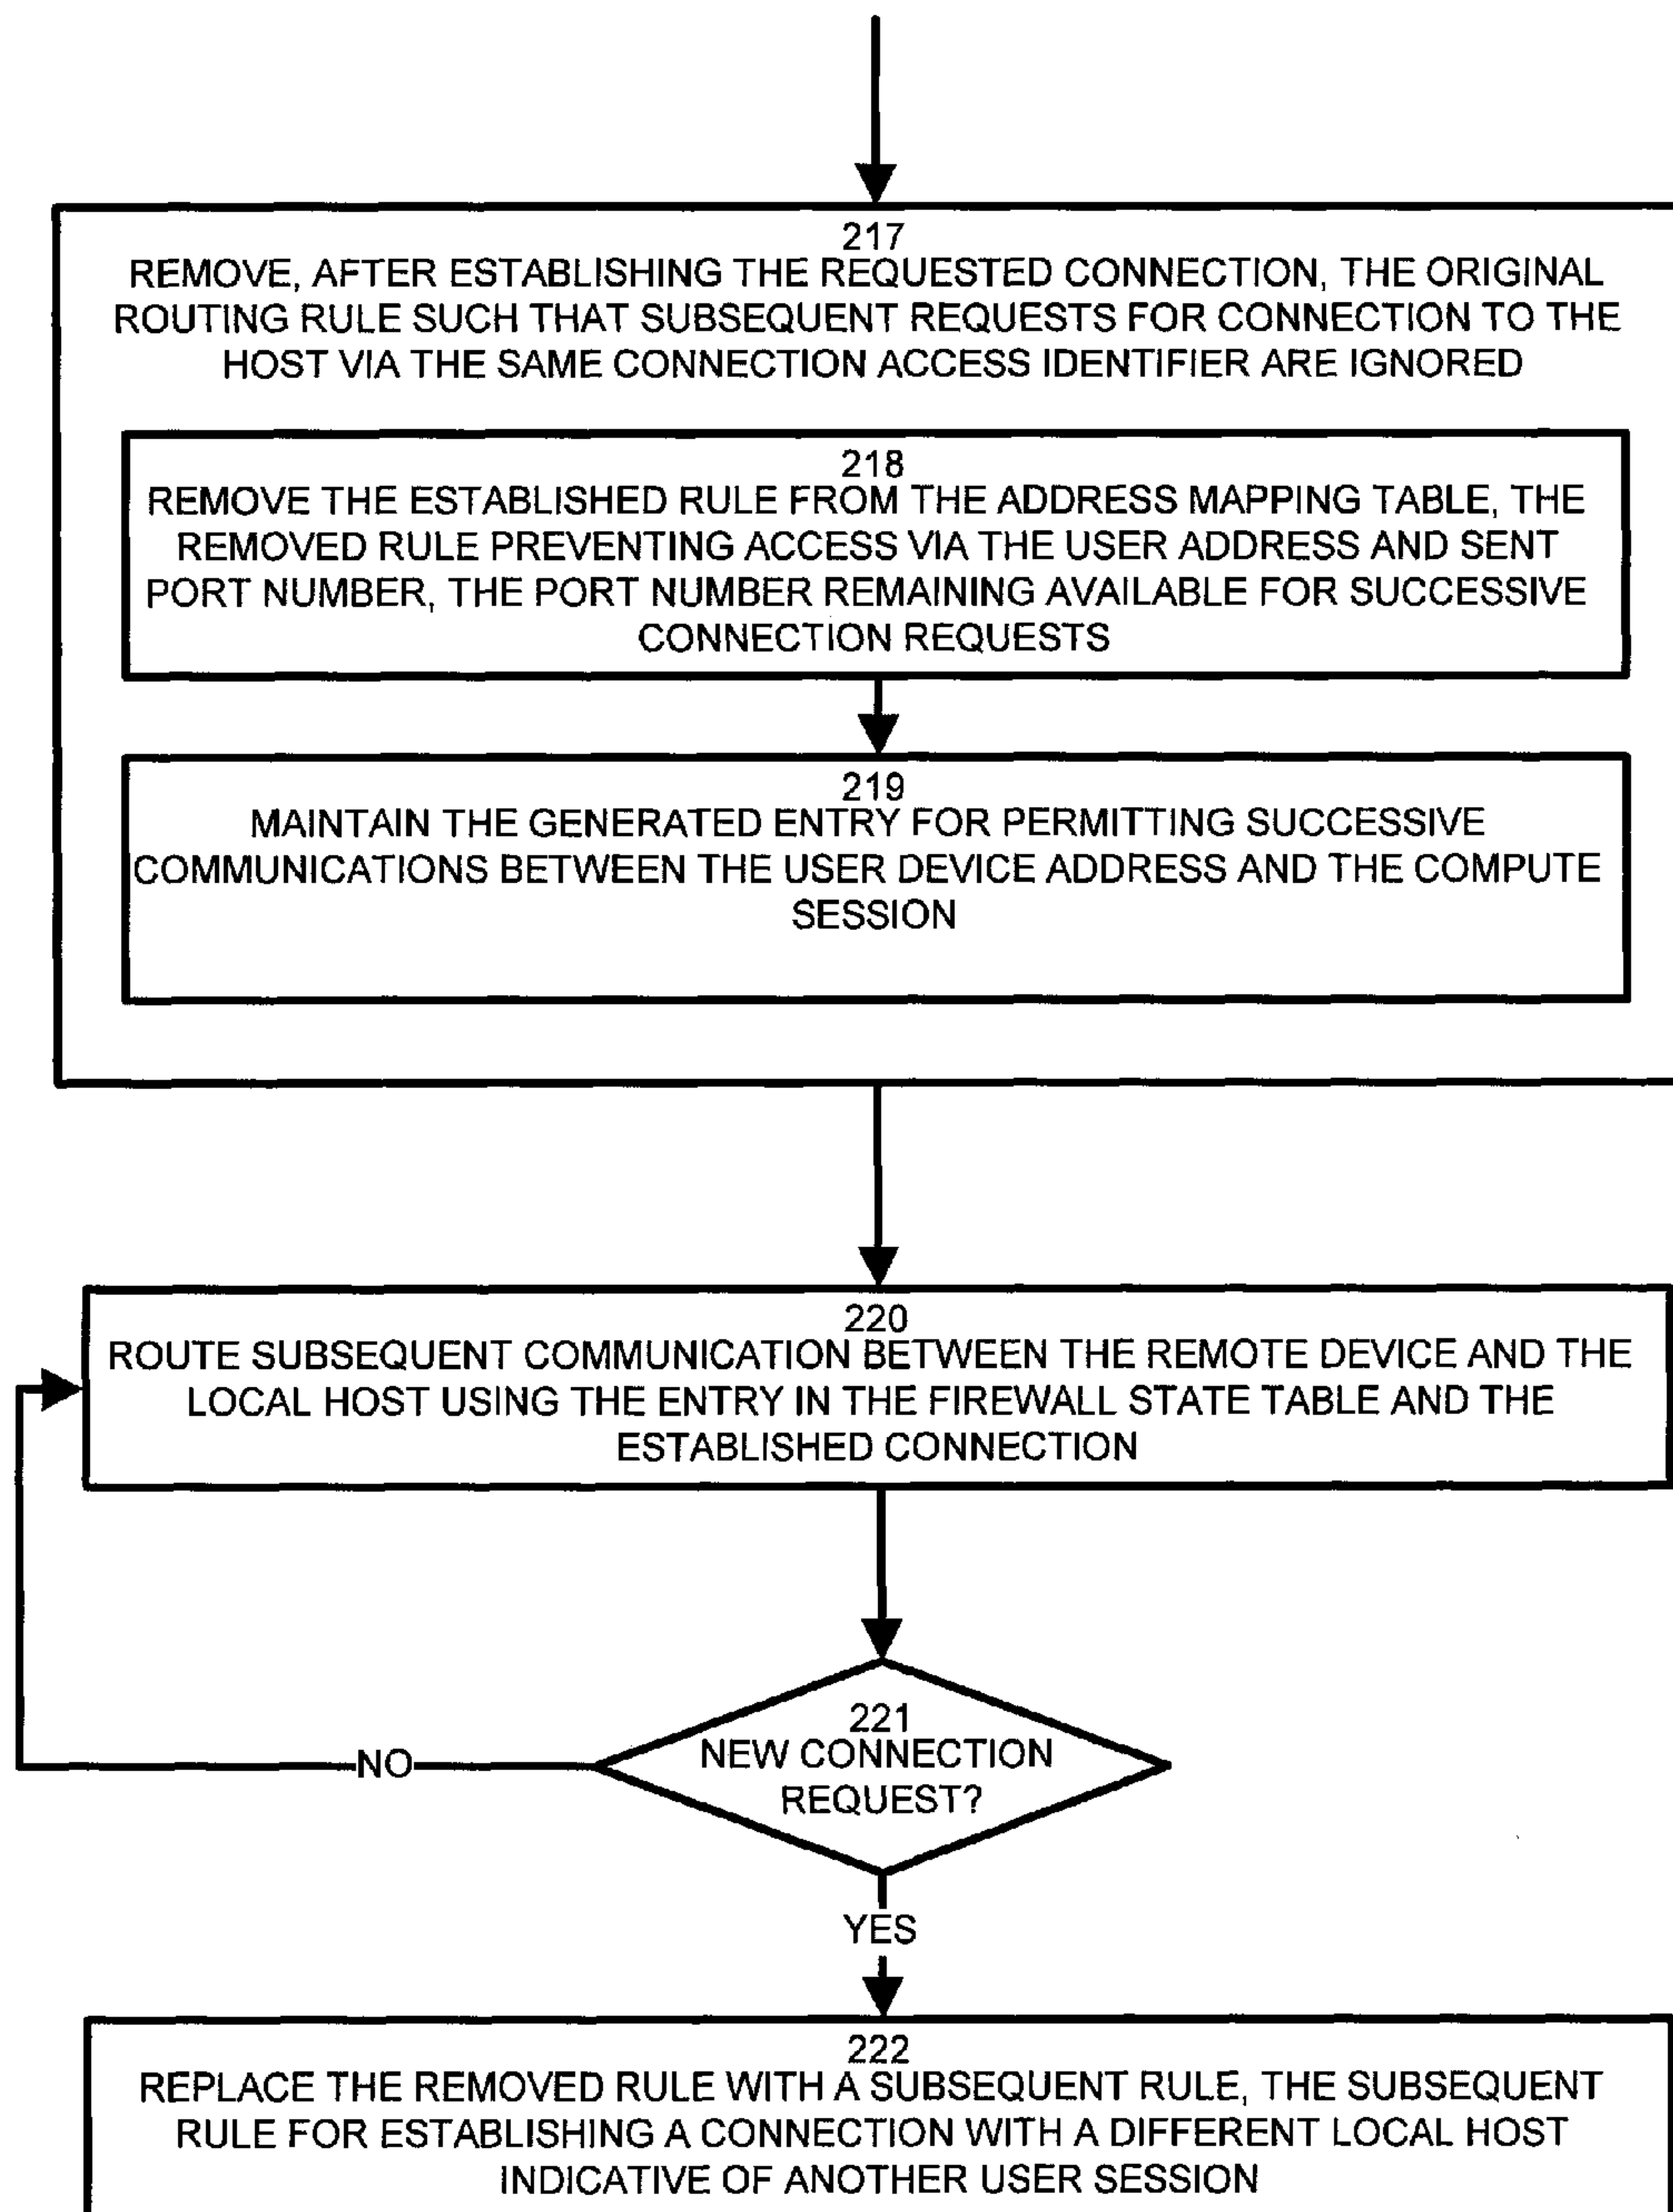 217
REMOVE, AFTER ESTABLISHING THE REQUESTED CONNECTION, THE ORIGINAL
ROUTING RULE SUCH THAT SUBSEQUENT REQUESTS FOR CONNECTION TO THE
HOST VIA THE SAME CONNECTION ACCESS IDENTIFIER ARE IGNORED
218
REMOVE THE ESTABLISHED RULE FROM THE ADDRESS MAPPING TABLE, THE
REMOVED RULE PREVENTING ACCESS VIA THE USER ADDRESS AND SENT
PORT NUMBER, THE PORT NUMBER REMAINING AVAILABLE FOR SUCCESSIVE
CONNECTION REQUESTS
219
MAINTAIN THE GENERATED ENTRY FOR PERMITTING SUCCESSIVE
COMMUNICATIONS BETWEEN THE USER DEVICE ADDRESS AND THE COMPUTE
SESSION
220
ROUTE SUBSEQUENT COMMUNICATION BETWEEN THE REMOTE DEVICE AND THE
LOCAL HOST USING THE ENTRY IN THE FIREWALL STATE TABLE AND THE
ESTABLISHED CONNECTION
221
NEW CONNECTION
REQUEST?
NO
YES
222
REPLACE THE REMOVED RULE WITH A SUBSEQUENT RULE, THE SUBSEQUENT
RULE FOR ESTABLISHING A CONNECTION WITH A DIFFERENT LOCAL HOST
INDICATIVE OF ANOTHER USER SESSION